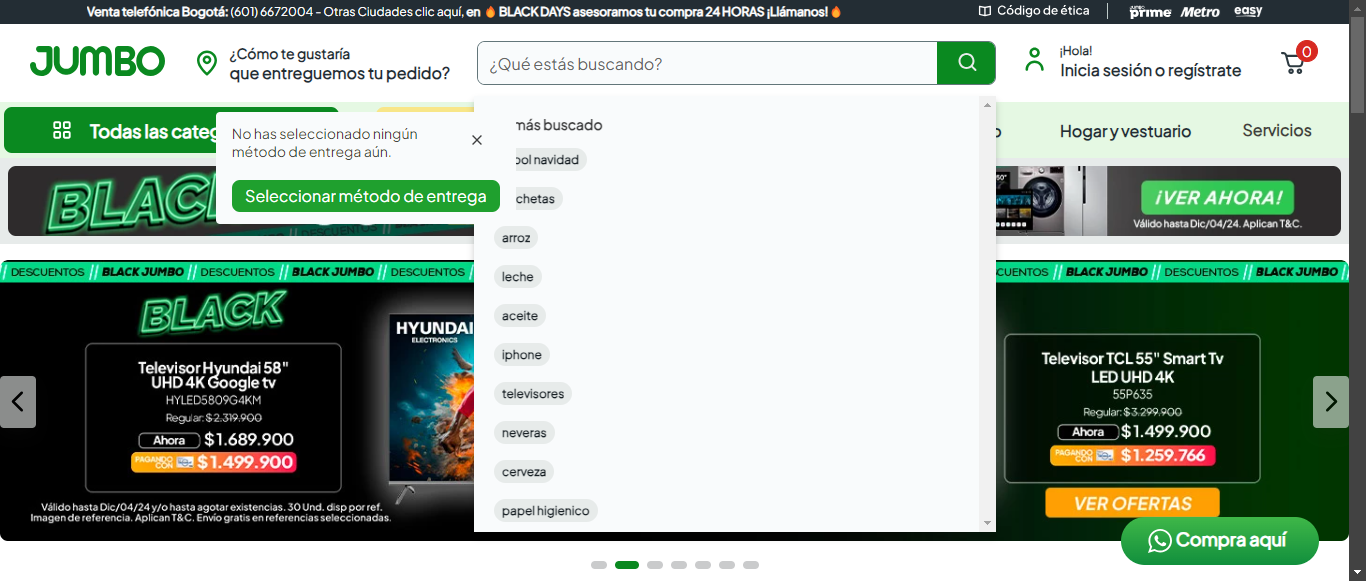 Venta telefónica Bogotá: (601) 6672004 - Otras Ciudades clic aquí, en 🔥 BLACK DAYS asesoramos tu compra 24 HORAS ¡Llámanos! 🔥
Código de ética
JUMBO prime
Metro
easy
JUMBO
¿Cómo te gustaría
que entreguemos tu pedido?
¿Qué estás buscando?
¡Hola!
Inicia sesión o regístrate
0
Todas las categ
Hogar y vestuario
Servicios
No has seleccionado ningún
método de entrega aún.
Seleccionar método de entrega
más buscado
bol navidad
chetas
arroz
leche
aceite
iphone
televisores
neveras
cerveza
papel higienico
BLACK
DESCUENTOS
¡VER AHORA!
Válido hasta Dic/04/24. Aplican T&C.
// DESCUENTOS // BLACK JUMBO // DESCUENTOS // BLACK JUMBO // DESCUENTOS /
CUENTOS // BLACK JUMBO // DESCUENTOS // BLACK JUMBO /
BLACK
Televisor Hyundai 58"
UHD 4K Google tv
HYLED5809G4KM
Regular: $ 2.319.900
Ahora $ 1.689.900
PAGANDO CON $ 1.499.900
HYUNDAI
ELECTRONICS
Válido hasta Dic/04/24 y/o hasta agotar existencias. 30 Und. disp por ref.
Imagen de referencia. Aplican T&C. Envío gratis en referencias seleccionadas.
Televisor TCL 55" Smart Tv
LED UHD 4K
55P635
Regular: $ 3.299.900
Ahora $ 1.499.900
PAGANDO CON $ 1.259.766
VER OFERTAS
Compra aquí